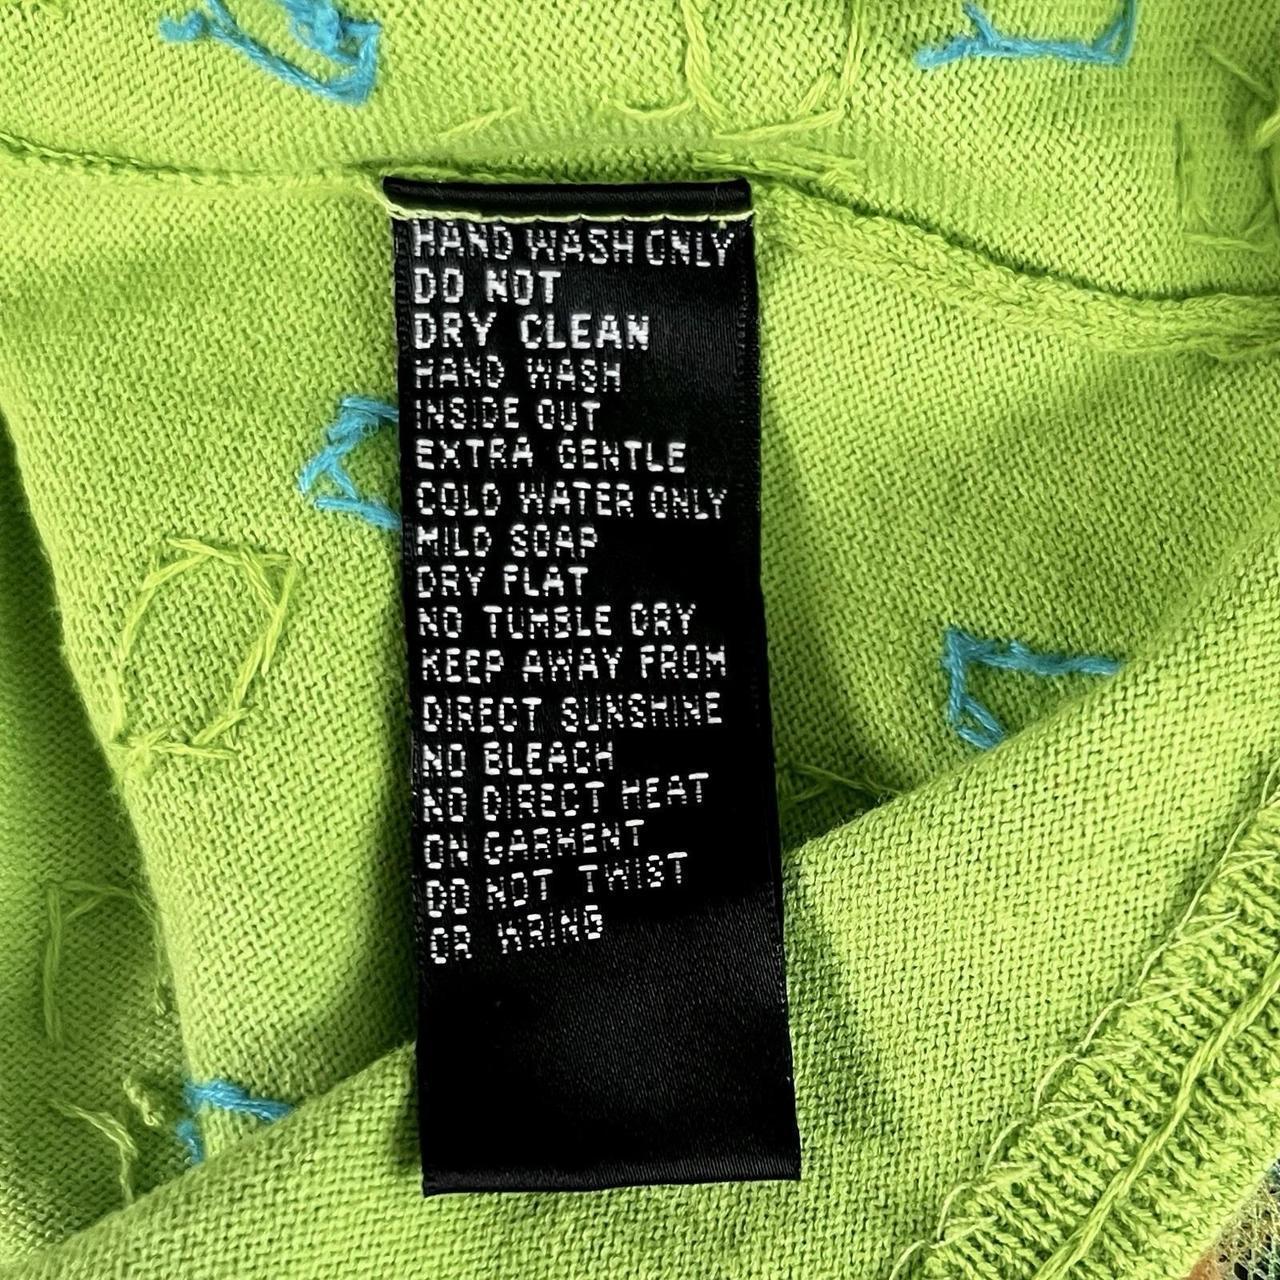 HAND WASH ONLY
DO NOT
DRY CLEAN
HAND WASH
INSIDE OUT
EXTRA GENTLE
COLD WATER ONLY
MILD SOAP
DRY FLAT
NO TUMBLE DRY
KEEP AWAY FROM
DIRECT SUNSHINE
NO BLEACH
NO DIRECT HEAT
ON GARMENT
DO NOT TWIST
OR WRING